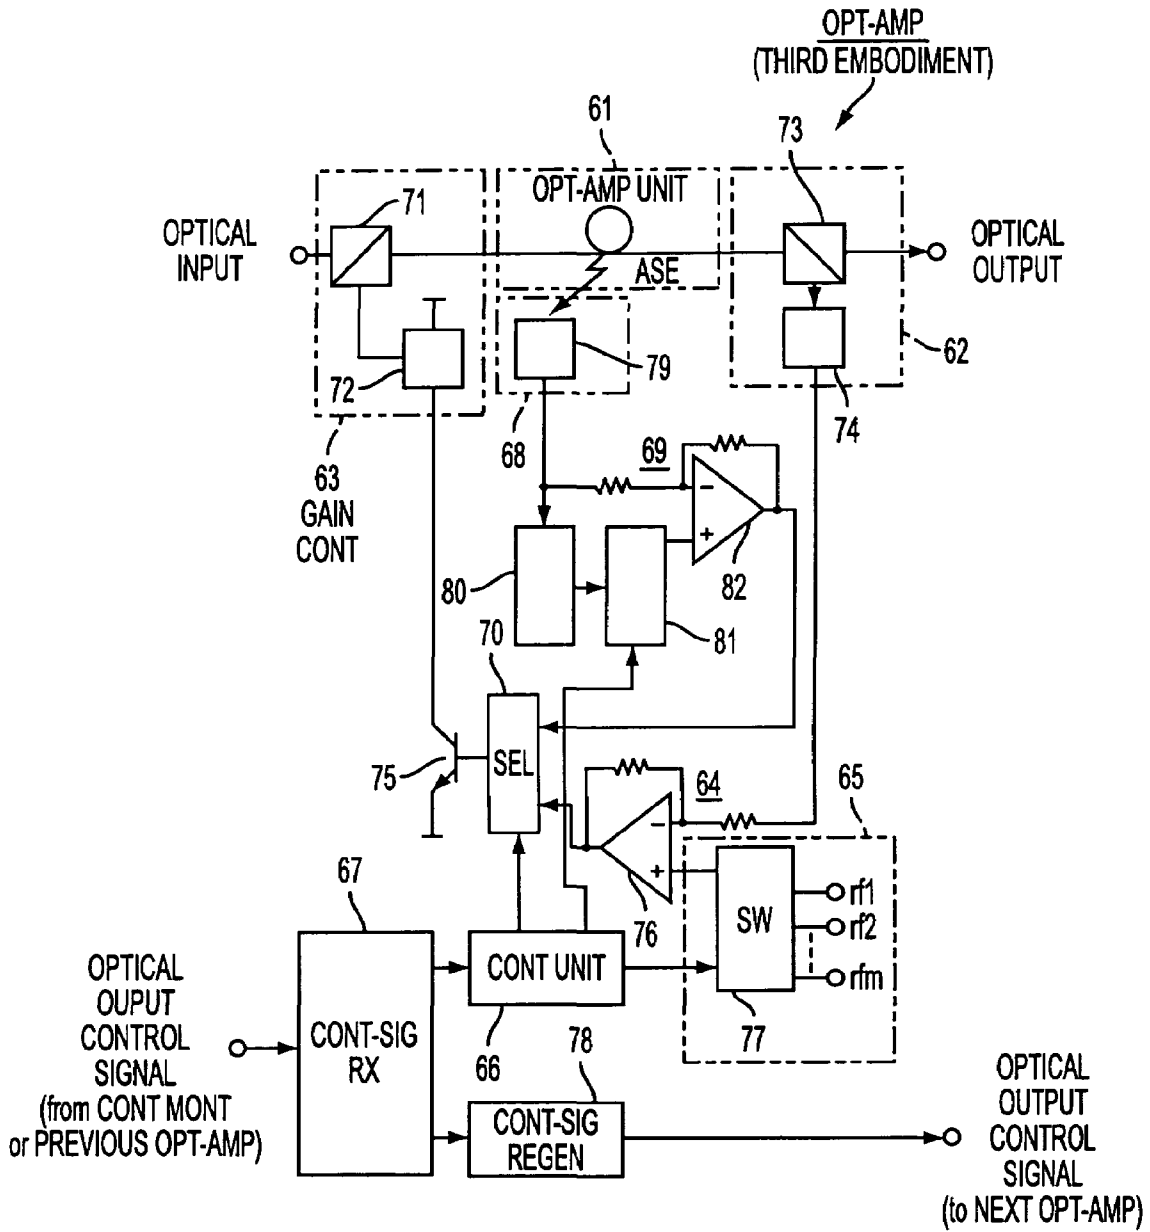 OPT-AMP
(THIRD EMBODIMENT)
61
73
71
OPT-AMP UNIT
OPTICAL
INPUT
OPTICAL
OUTPUT
ASE
72
79
62
74
68
69
63
GAIN
CONT
80
82
81
70
SEL
75
64
65
67
76
SW
rf1
rf2
rfm
OPTICAL
OUPUT
CONTROL
SIGNAL
(from CONT MONT
or PREVIOUS OPT-AMP)
CONT-SIG
RX
CONT UNIT
66
77
78
CONT-SIG
REGEN
OPTICAL
OUTPUT
CONTROL
SIGNAL
(to NEXT OPT-AMP)
−
+
−
+